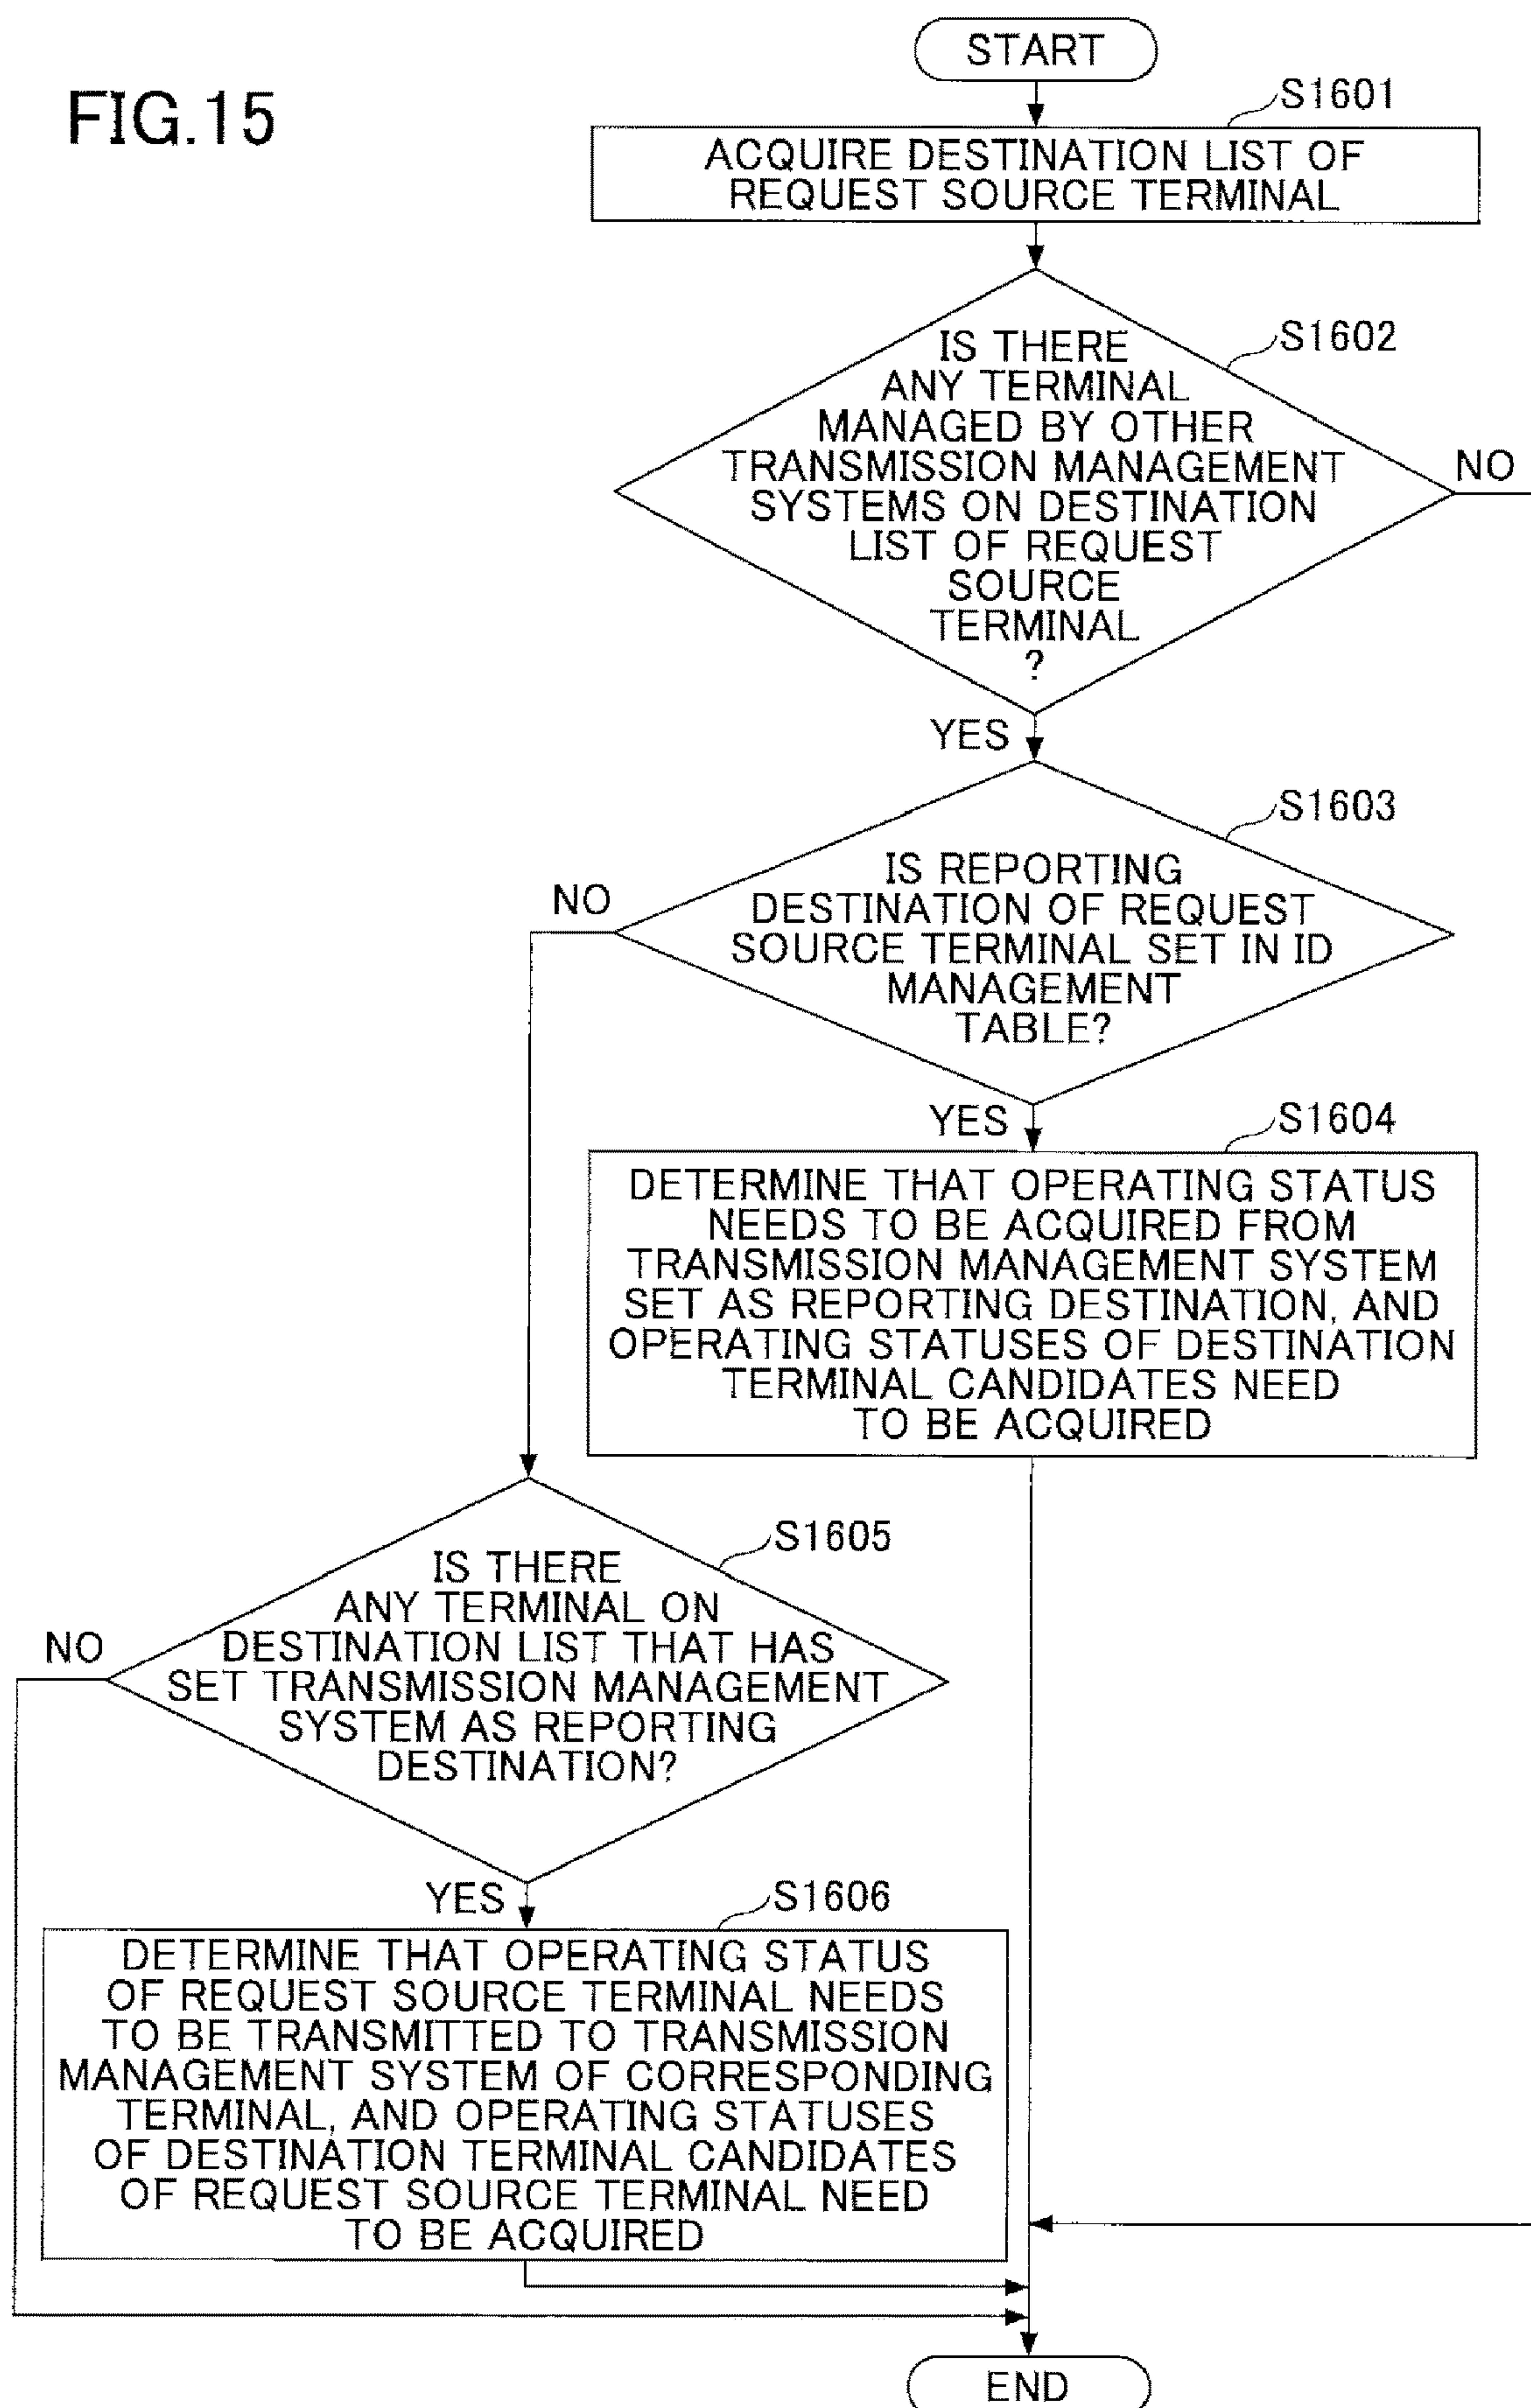 FIG.15
START
S1601
ACQUIRE DESTINATION LIST OF
REQUEST SOURCE TERMINAL
S1602
IS THERE
ANY TERMINAL
MANAGED BY OTHER
TRANSMISSION MANAGEMENT
SYSTEMS ON DESTINATION
LIST OF REQUEST
SOURCE
TERMINAL
?
NO
YES
S1603
IS REPORTING
DESTINATION OF REQUEST
SOURCE TERMINAL SET IN ID
MANAGEMENT
TABLE?
NO
YES
S1604
DETERMINE THAT OPERATING STATUS
NEEDS TO BE ACQUIRED FROM
TRANSMISSION MANAGEMENT SYSTEM
SET AS REPORTING DESTINATION, AND
OPERATING STATUSES OF DESTINATION
TERMINAL CANDIDATES NEED
TO BE ACQUIRED
S1605
IS THERE
ANY TERMINAL ON
DESTINATION LIST THAT HAS
SET TRANSMISSION MANAGEMENT
SYSTEM AS REPORTING
DESTINATION?
NO
YES
S1606
DETERMINE THAT OPERATING STATUS
OF REQUEST SOURCE TERMINAL NEEDS
TO BE TRANSMITTED TO TRANSMISSION
MANAGEMENT SYSTEM OF CORRESPONDING
TERMINAL, AND OPERATING STATUSES
OF DESTINATION TERMINAL CANDIDATES
OF REQUEST SOURCE TERMINAL NEED
TO BE ACQUIRED
END